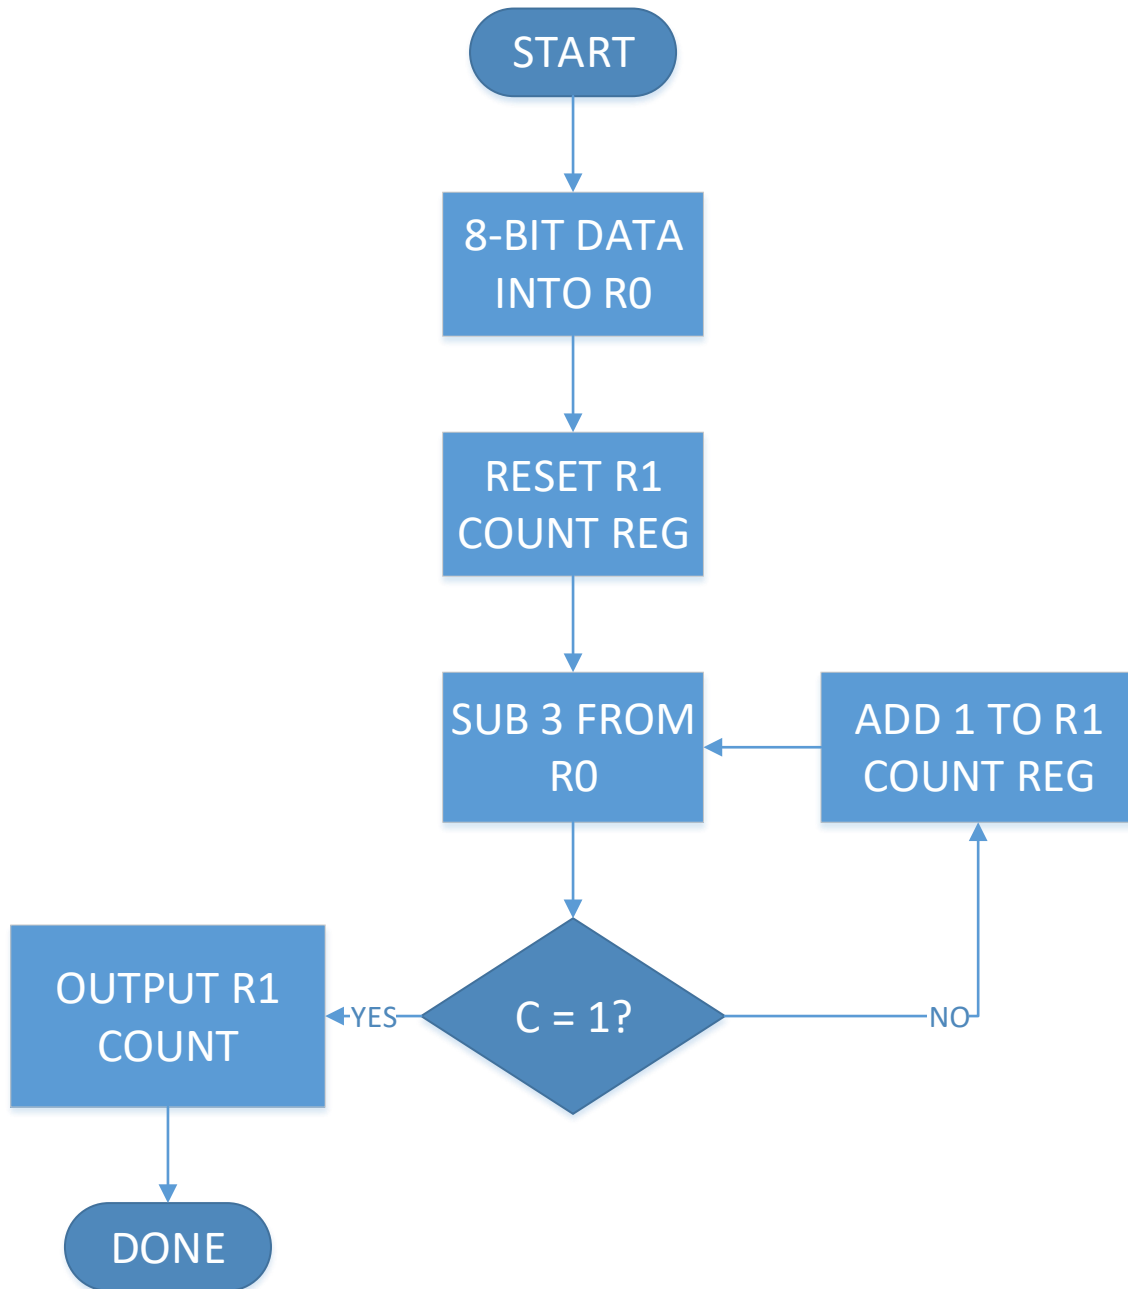 START
8-BIT DATA
INTO R0
RESET R1
COUNT REG
SUB 3 FROM
R0
ADD 1 TO R1
COUNT REG
C = 1?
YES
NO
OUTPUT R1
COUNT
DONE